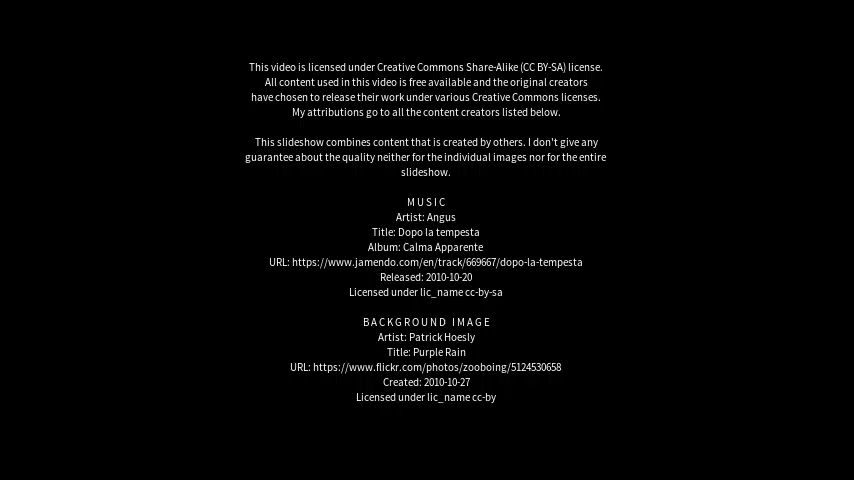 This video is licensed under Creative Commons Share-Alike (CC BY-SA) license.
All content used in this video is free available and the original creators
have chosen to release their work under various Creative Commons licenses.
My attributions go to all the content creators listed below.
This slideshow combines content that is created by others. I don't give any
guarantee about the quality neither for the individual images nor for the entire
slideshow.
M U S I C
Artist: Angus
Title: Dopo la tempesta
Album: Calma Apparente
URL: https://www.jamendo.com/en/track/669667/dopo-la-tempesta
Released: 2010-10-20
Licensed under lic_name cc-by-sa
B A C K G R O U N D   I M A G E
Artist: Patrick Hoesly
Title: Purple Rain
URL: https://www.flickr.com/photos/zooboing/5124530658
Created: 2010-10-27
Licensed under lic_name cc-by